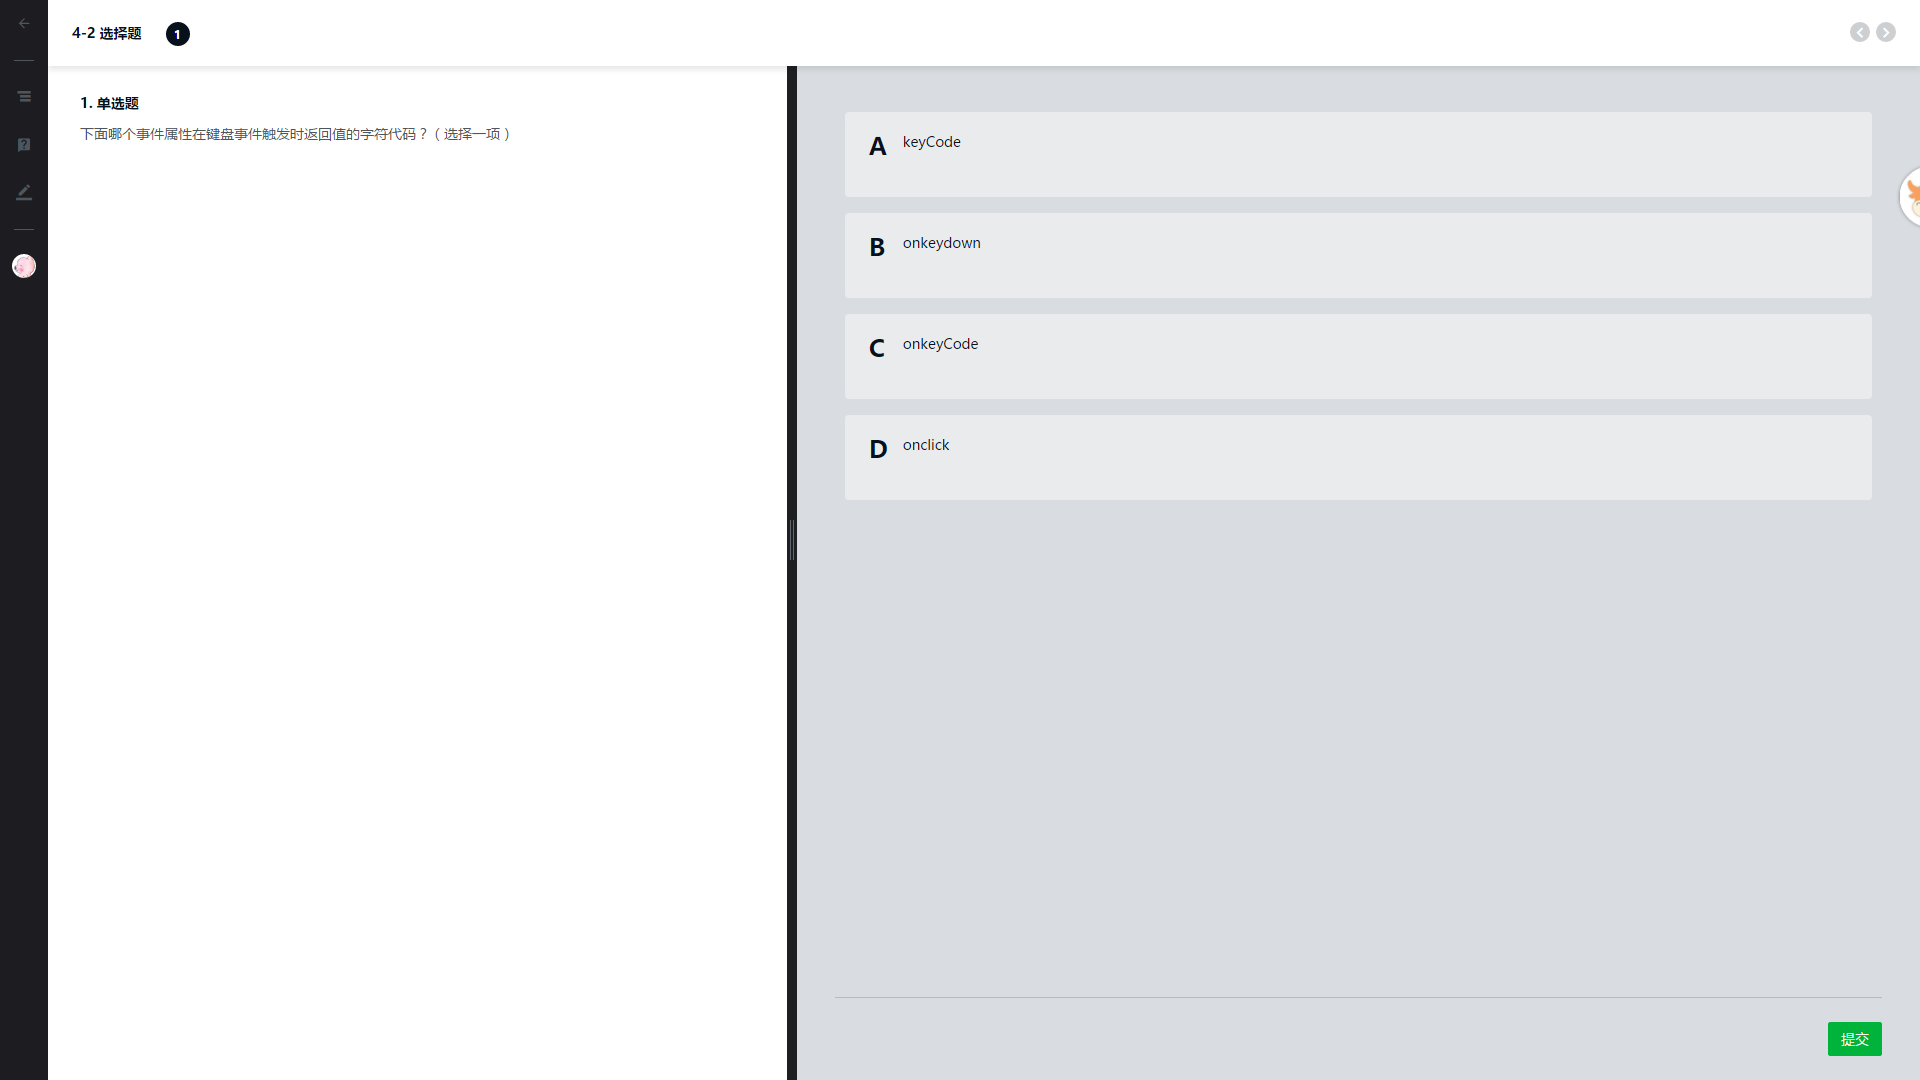 4-2 选择题
1
1. 单选题
下面哪个事件属性在键盘事件触发时返回值的字符代码？（选择一项）
A keyCode
B onkeydown
C onkeyCode
D onclick
提交